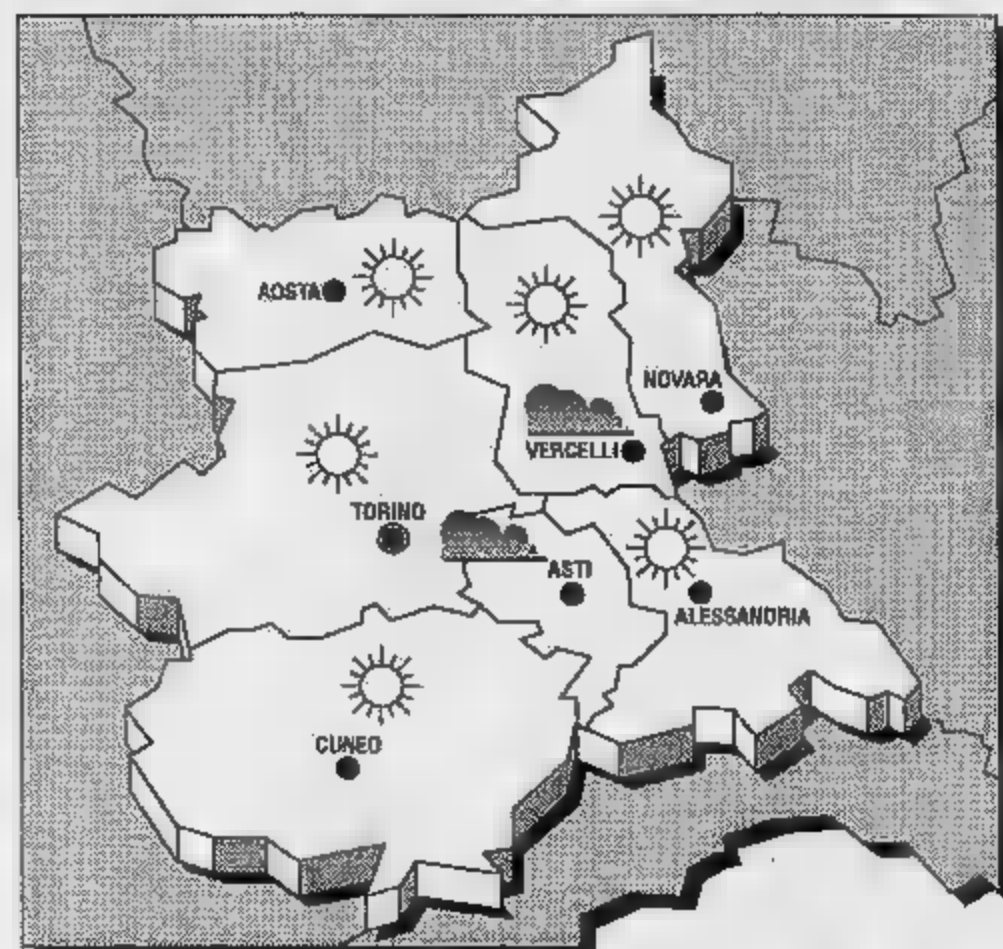 AOSTA
NOVARA
VERCELLI
TORINO
ASTI
ALESSANDRIA
CUNEO